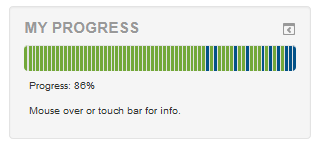 MY PROGRESS
Progress: 86%
Mouse over or touch bar for info.